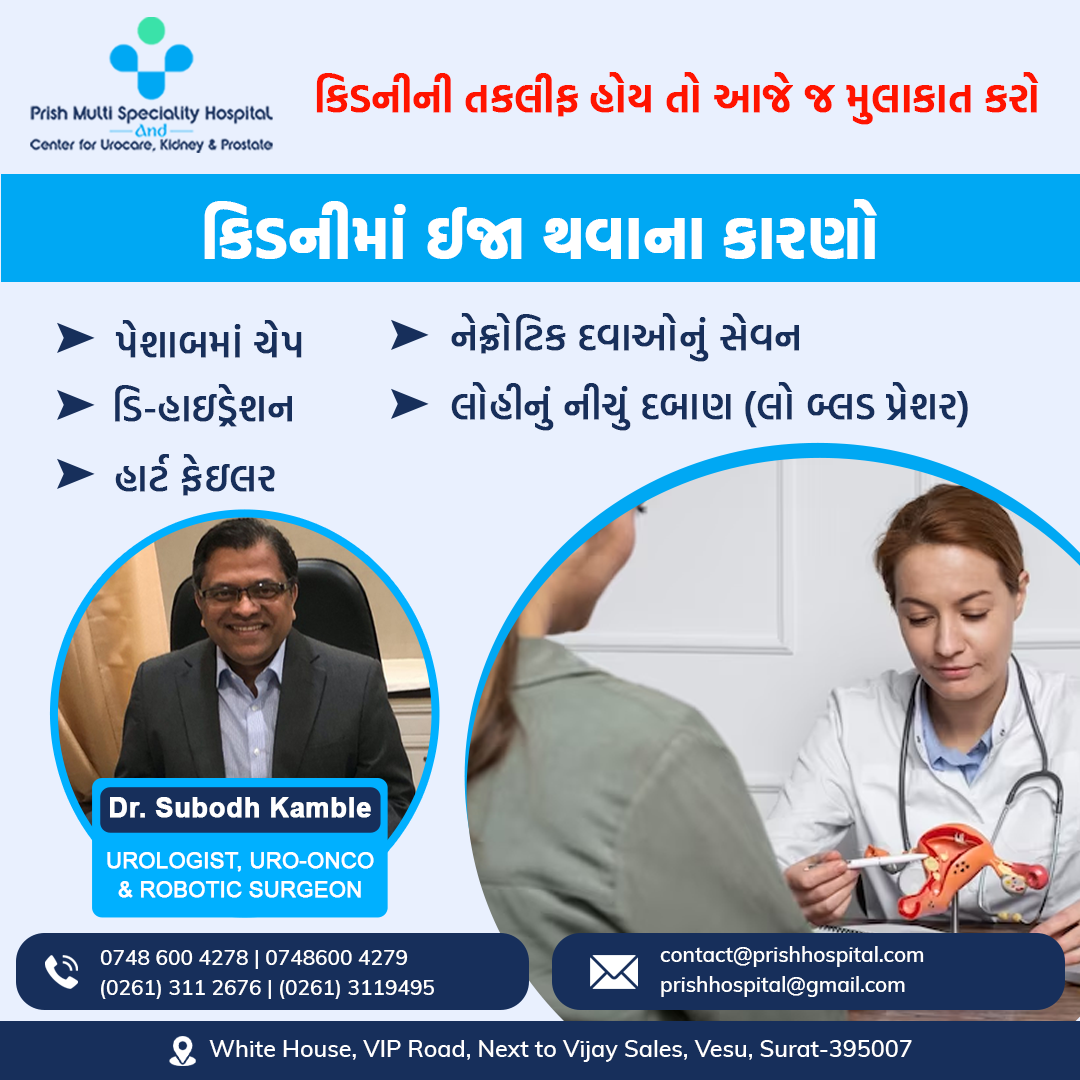 Prish Multi Speciality Hospital
And
Center for Urocare, Kidney & Prostate
કિડનીની તકલીફ હોય તો આજે જ મુલાકાત કરો
કિડનીમાં ઈજા થવાના કારણો
પેશાબમાં ચેપ
ડિ-હાઇડ્રેશન
હાર્ટ ફેઇલર
નેફ્રોટિક દવાઓનું સેવન
લોહીનું નીચું દબાણ (લો બ્લડ પ્રેશર)
Dr. Subodh Kamble
UROLOGIST, URO-ONCO
& ROBOTIC SURGEON
0748 600 4278 | 0748600 4279
(0261) 311 2676 | (0261) 3119495
contact@prishhospital.com
prishhospital@gmail.com
White House, VIP Road, Next to Vijay Sales, Vesu, Surat-395007